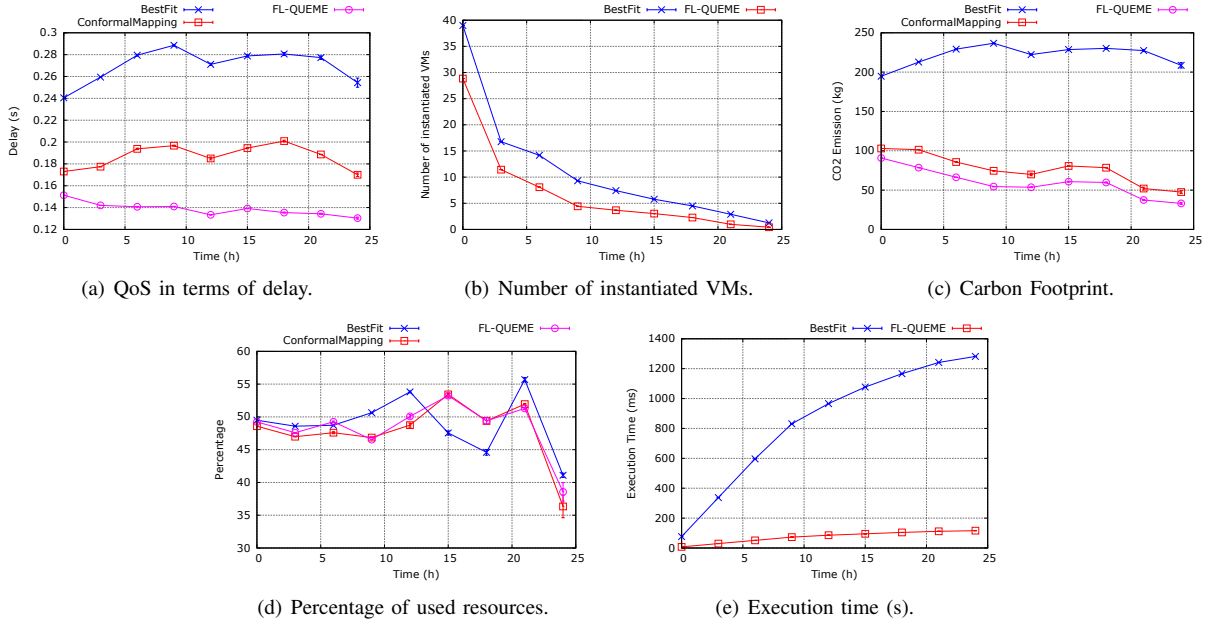 BestFit
ConformalMapping
FL-QUEME
0.3
0.28
0.26
0.24
0.22
0.2
0.18
0.16
0.14
0.12
Delay (s)
0 5 10 15 20 25
Time (h)
(a) QoS in terms of delay.
BestFit FL-QUEME
40
35
30
25
20
15
10
5
0
Number of instantiated VMs
0 5 10 15 20 25
Time (h)
(b) Number of instantiated VMs.
BestFit
ConformalMapping
FL-QUEME
250
200
150
100
50
0
CO2 Emission (kg)
0 5 10 15 20 25
Time (h)
(c) Carbon Footprint.
BestFit
ConformalMapping
FL-QUEME
60
55
50
45
40
35
30
Percentage
0 5 10 15 20 25
Time (h)
(d) Percentage of used resources.
BestFit FL-QUEME
1400
1200
1000
800
600
400
200
0
Execution Time (ms)
0 5 10 15 20 25
Time (h)
(e) Execution time (s).